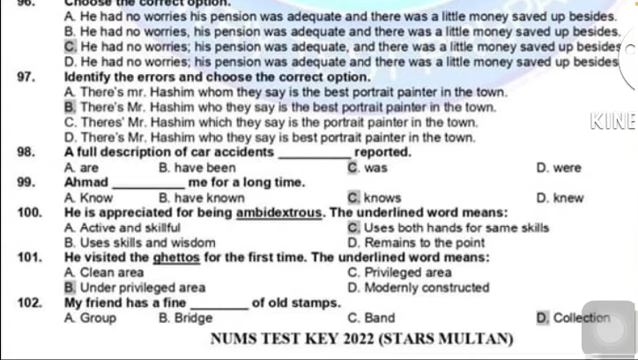 96. Choose the correct option.
A. He had no worries his pension was adequate and there was a little money saved up besides.
B. He had no worries, his pension was adequate and there was a little money saved up besides.
C. He had no worries; his pension was adequate, and there was a little money saved up besides
D. He had no worries; his pension was adequate and there was a little money saved up besides
97. Identify the errors and choose the correct option.
A. There's mr. Hashim whom they say is the best portrait painter in the town.
B. There's Mr. Hashim who they say is the best portrait painter in the town.
C. Theres' Mr. Hashim which they say is the portrait painter in the town.
D. There's Mr. Hashim who they say is best portrait painter in the town.
KINE
98. A full description of car accidents __________ reported.
A. are B. have been C. was D. were
99. Ahmad __________ me for a long time.
A. Know B. have known C. knows D. knew
100. He is appreciated for being ambidextrous. The underlined word means:
A. Active and skillful C. Uses both hands for same skills
B. Uses skills and wisdom D. Remains to the point
101. He visited the ghettos for the first time. The underlined word means:
A. Clean area C. Privileged area
B. Under privileged area D. Modernly constructed
102. My friend has a fine ________ of old stamps.
A. Group B. Bridge C. Band D. Collection
NUMS TEST KEY 2022 (STARS MULTAN)